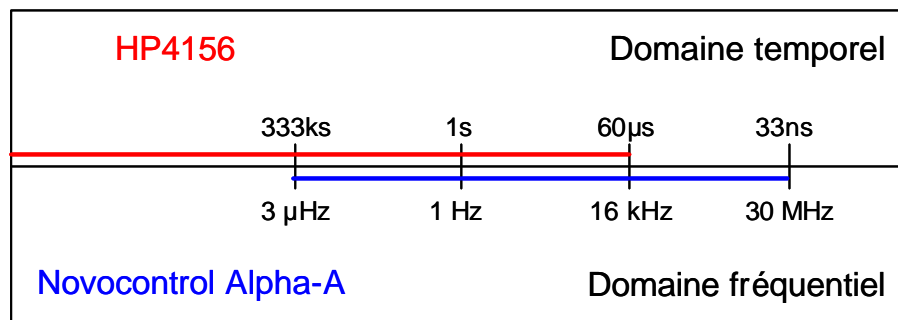 HP4156 Domaine temporel
333ks 1s 60µs 33ns
3 µHz 1 Hz 16 kHz 30 MHz
Novocontrol Alpha-A Domaine fréquentiel